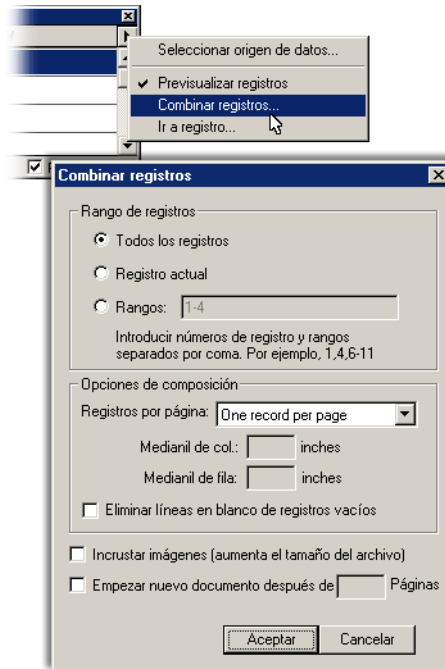 Seleccionar origen de datos...
Previsualizar registros
Combinar registros...
Ir a registro...
Combinar registros
Rango de registros
Todos los registros
Registro actual
Rangos: 1-4
Introducir números de registro y rangos
separados por coma. Por ejemplo, 1,4,6-11
Opciones de composición
Registros por página: One record per page
Medianil de col.: inches
Medianil de fila: inches
Eliminar líneas en blanco de registros vacíos
Incrustar imágenes (aumenta el tamaño del archivo)
Empezar nuevo documento después de Páginas
Aceptar Cancelar